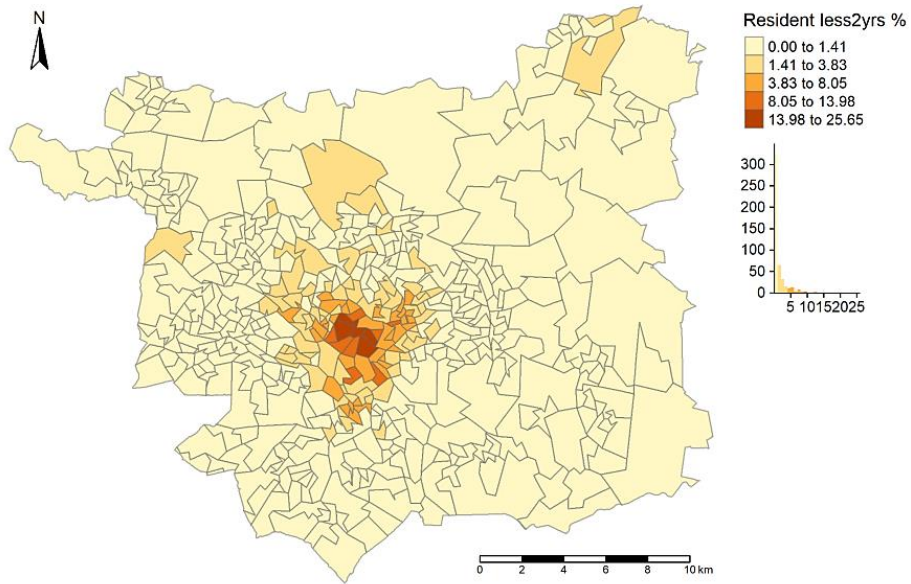 N
Resident less2yrs %
0.00 to 1.41
1.41 to 3.83
3.83 to 8.05
8.05 to 13.98
13.98 to 25.65
300
250
200
150
100
50
0
5 10152025
0 2 4 6 8 10 km